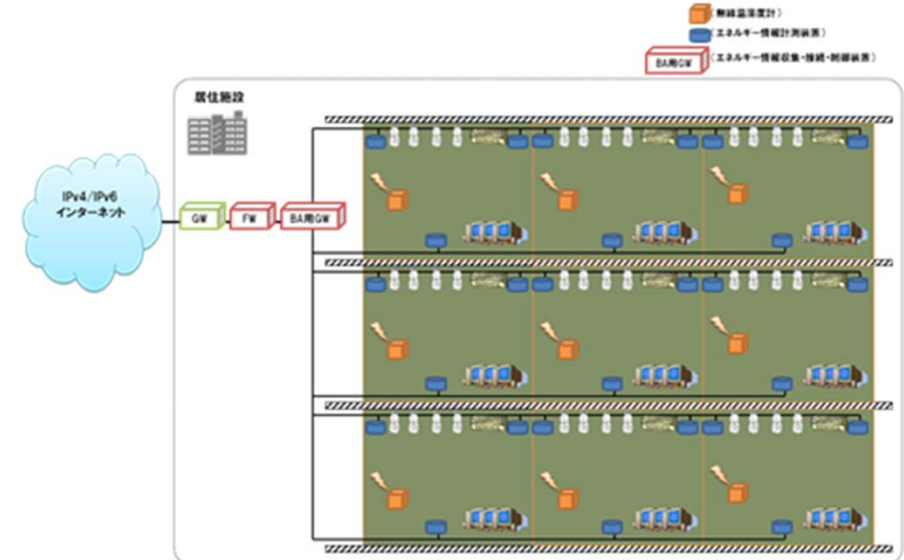 (無線温湿度計)
(エネルギー情報計測装置)
BA用GW
(エネルギー情報収集・接続・制御装置)
居住施設
IPv4/IPv6
インターネット
GW
FW
BA用GW